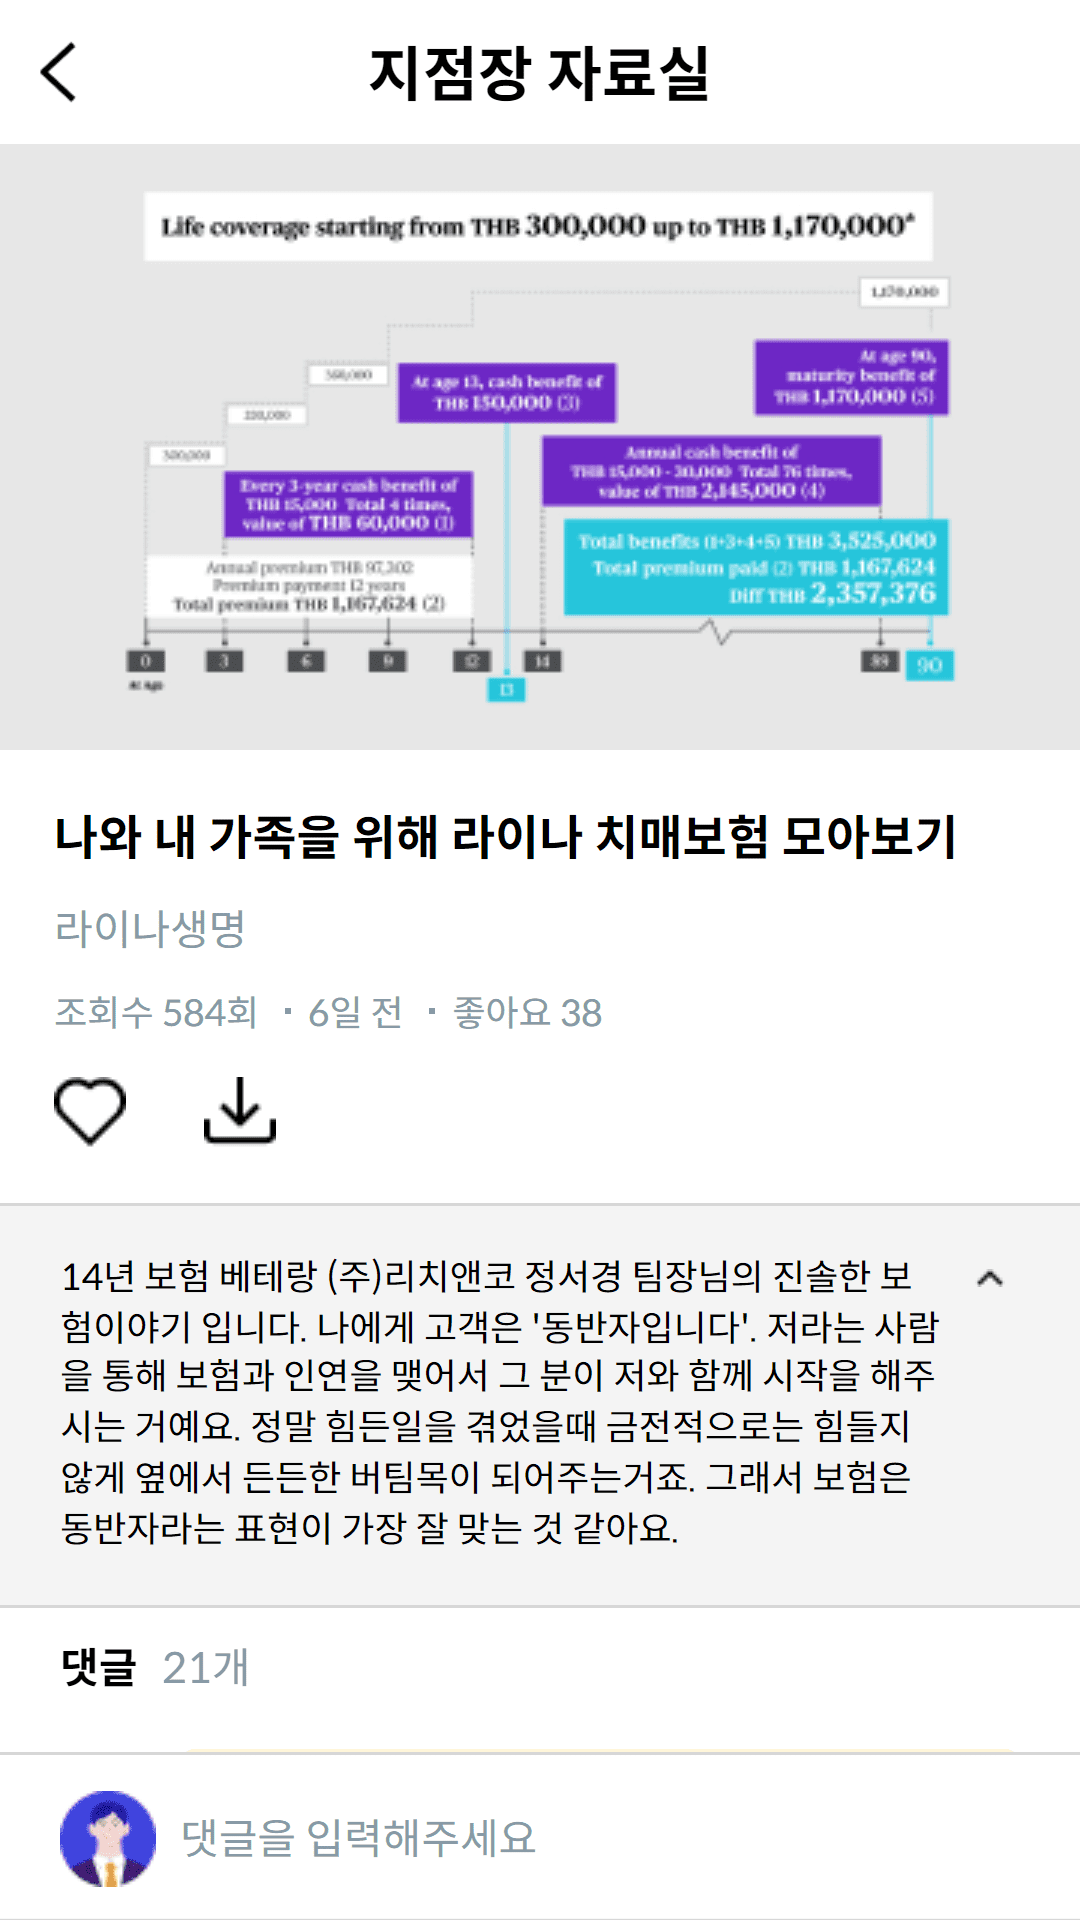 지점장 자료실
Life coverage starting from THB 300,000 up to THB 1,170,000*
1,170,000
At age 90,
maturity benefit of
THB 1,170,000 (5)
At age 13, cash benefit of
THB 150,000 (3)
300,000
Annual cash benefit of
THB 15,000 - 30,000 Total 76 times,
value of THB 2,145,000 (4)
Every 3-year cash benefit of
THB 15,000 Total 4 times,
value of THB 60,000 (1)
Total benefits (1+3+4+5) THB 3,525,000
Total premium paid (2) THB 1,167,624
Diff THB 2,357,376
Annual premium THB 97,302
Premium payment 12 years
Total premium THB 1,167,624 (2)
0 3 6 9 12 13 14 89 90
At age
나와 내 가족을 위해 라이나 치매보험 모아보기
라이나생명
조회수 584회 · 6일 전 · 좋아요 38
14년 보험 베테랑 (주)리치앤코 정서경 팀장님의 진솔한 보
험이야기 입니다. 나에게 고객은 '동반자입니다'. 저라는 사람
을 통해 보험과 인연을 맺어서 그 분이 저와 함께 시작을 해주
시는 거예요. 정말 힘든일을 겪었을때 금전적으로는 힘들지
않게 옆에서 든든한 버팀목이 되어주는거죠. 그래서 보험은
동반자라는 표현이 가장 잘 맞는 것 같아요.
댓글 21개
댓글을 입력해주세요